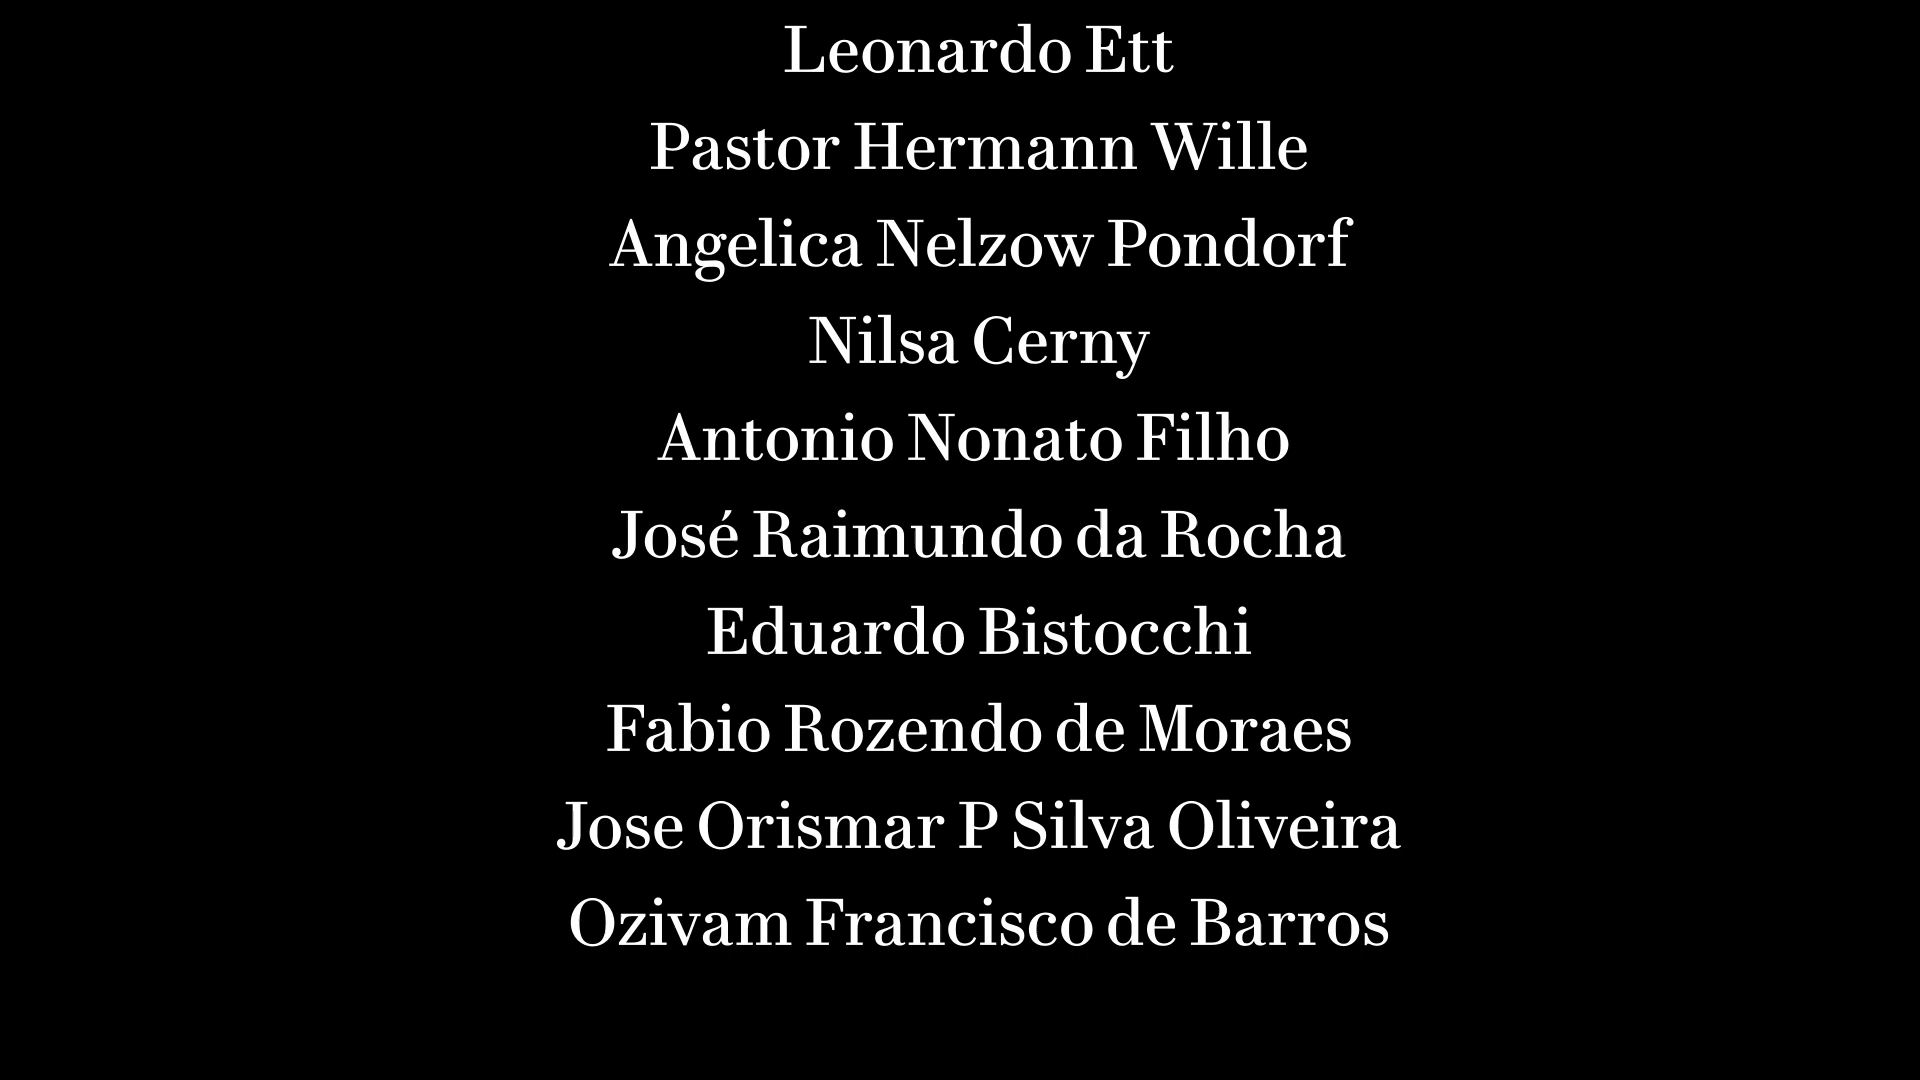 Leonardo Ett
Pastor Hermann Wille
Angelica Nelzow Pondorf
Nilsa Cerny
Antonio Nonato Filho
José Raimundo da Rocha
Eduardo Bistocchi
Fabio Rozendo de Moraes
Jose Orismar P Silva Oliveira
Ozivam Francisco de Barros